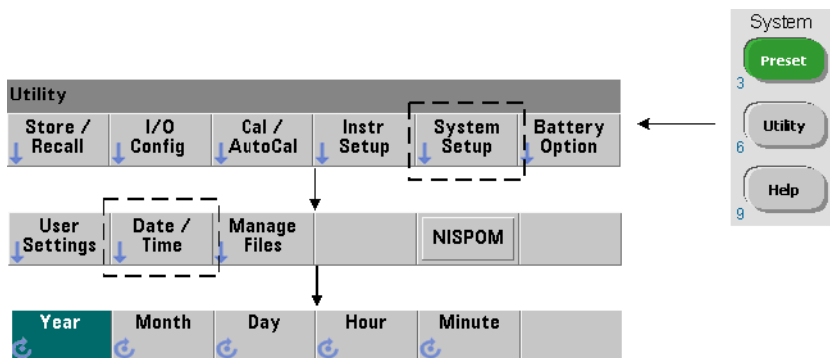 System
Preset
3
Utility
6
Help
9
Utility
Store / Recall
I/O Config
Cal / AutoCal
Instr Setup
System Setup
Battery Option
User Settings
Date / Time
Manage Files
NISPOM
Year
Month
Day
Hour
Minute